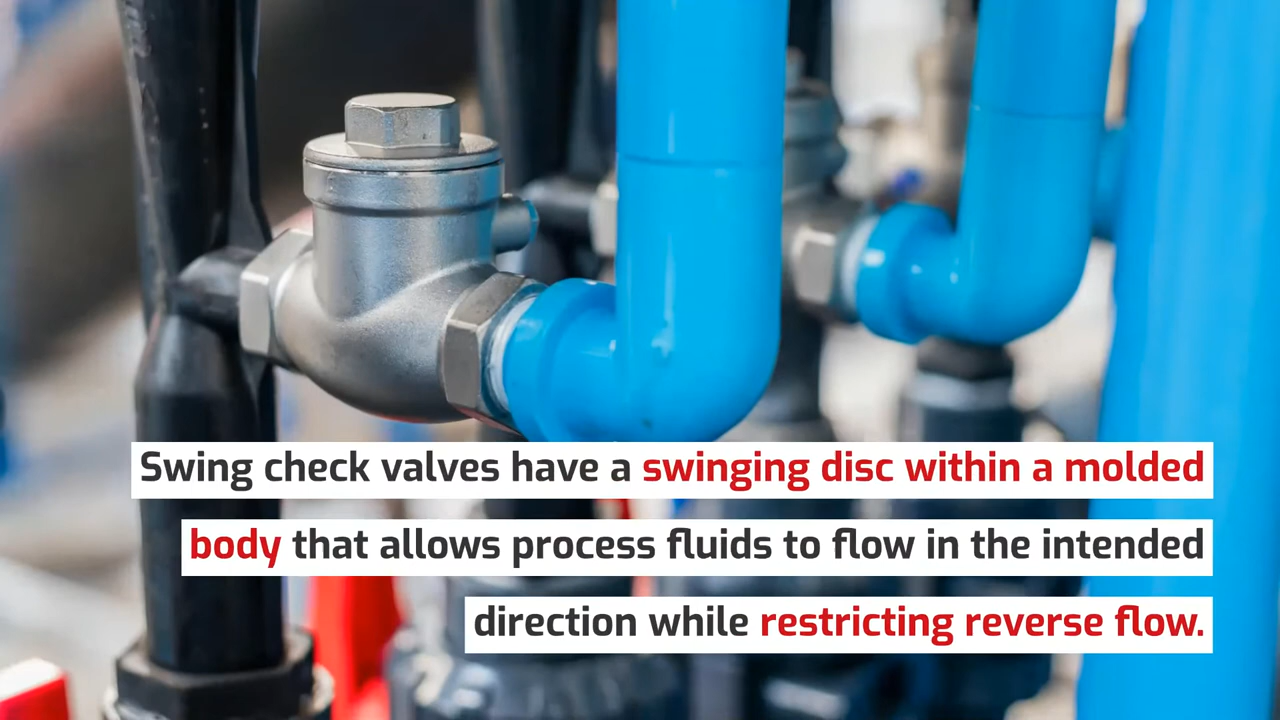 Swing check valves have a swinging disc within a molded
body that allows process fluids to flow in the intended
direction while restricting reverse flow.